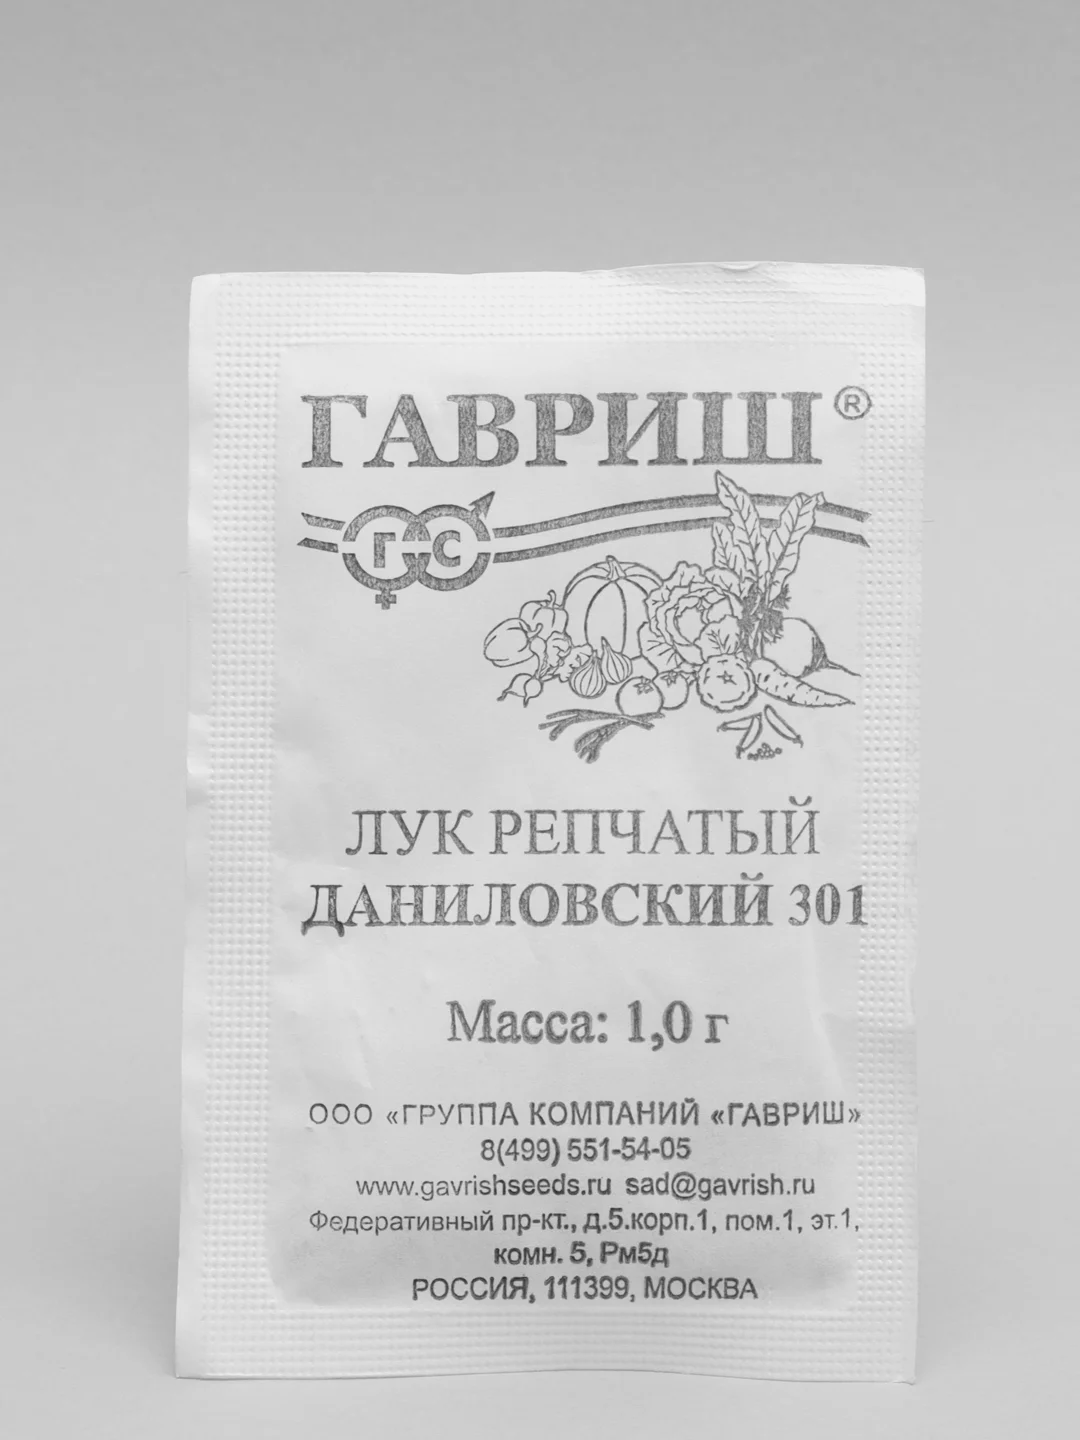 ГАВРИШ ®
Г С
ЛУК РЕПЧАТЫЙ
ДАНИЛОВСКИЙ 301
Масса: 1,0 г
ООО «ГРУППА КОМПАНИЙ «ГАВРИШ»
8(499) 551-54-05
www.gavrishseeds.ru sad@gavrish.ru
Федеративный пр-кт., д.5.корп.1, пом.1, эт.1,
комн. 5, Рм5д
РОССИЯ, 111399, МОСКВА